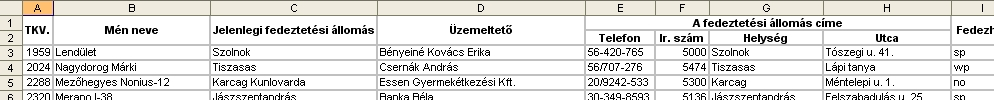 A B C D E F G H I
1 TKV. Mén neve Jelenlegi fedeztetési állomás Üzemeltető A fedeztetési állomás címe Fedezh
2 Telefon Ir. szám Helység Utca
3 1959 Lendület Szolnok Bényeiné Kovács Erika 56-420-765 5000 Szolnok Tószegi u. 41. sp
4 2024 Nagydorog Márki Tiszasas Csernák András 56/707-276 5474 Tiszasas Lápi tanya wp
5 2288 Mezőhegyes Nonius-12 Karcag Kunlovarda Essen Gyermekétkezési Kft. 20/9242-533 5300 Karcag Méntelepi u. 1. no
6 2320 Merano I-38 Jászszentandrás Banka Béla 30-349-8593 5136 Jászszentandrás Felszabadulás u. 25 sp